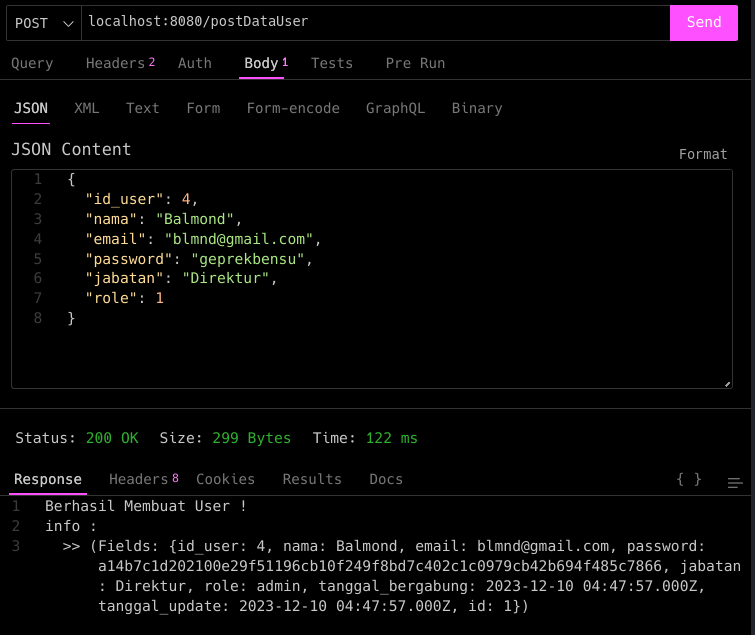 POST localhost:8080/postDataUser Send
Query Headers 2 Auth Body 1 Tests Pre Run
JSON XML Text Form Form-encode GraphQL Binary
JSON Content
Format
1 {
2 "id_user": 4,
3 "nama": "Balmond",
4 "email": "blmnd@gmail.com",
5 "password": "geprekbensu",
6 "jabatan": "Direktur",
7 "role": 1
8 }
Status: 200 OK Size: 299 Bytes Time: 122 ms
Response Headers 8 Cookies Results Docs { }
1 Berhasil Membuat User !
2 info :
3 >> (Fields: {id_user: 4, nama: Balmond, email: blmnd@gmail.com, password:
a14b7c1d202100e29f51196cb10f249f8bd7c402c1c0979cb42b694f485c7866, jabatan
: Direktur, role: admin, tanggal_bergabung: 2023-12-10 04:47:57.000Z,
tanggal_update: 2023-12-10 04:47:57.000Z, id: 1})